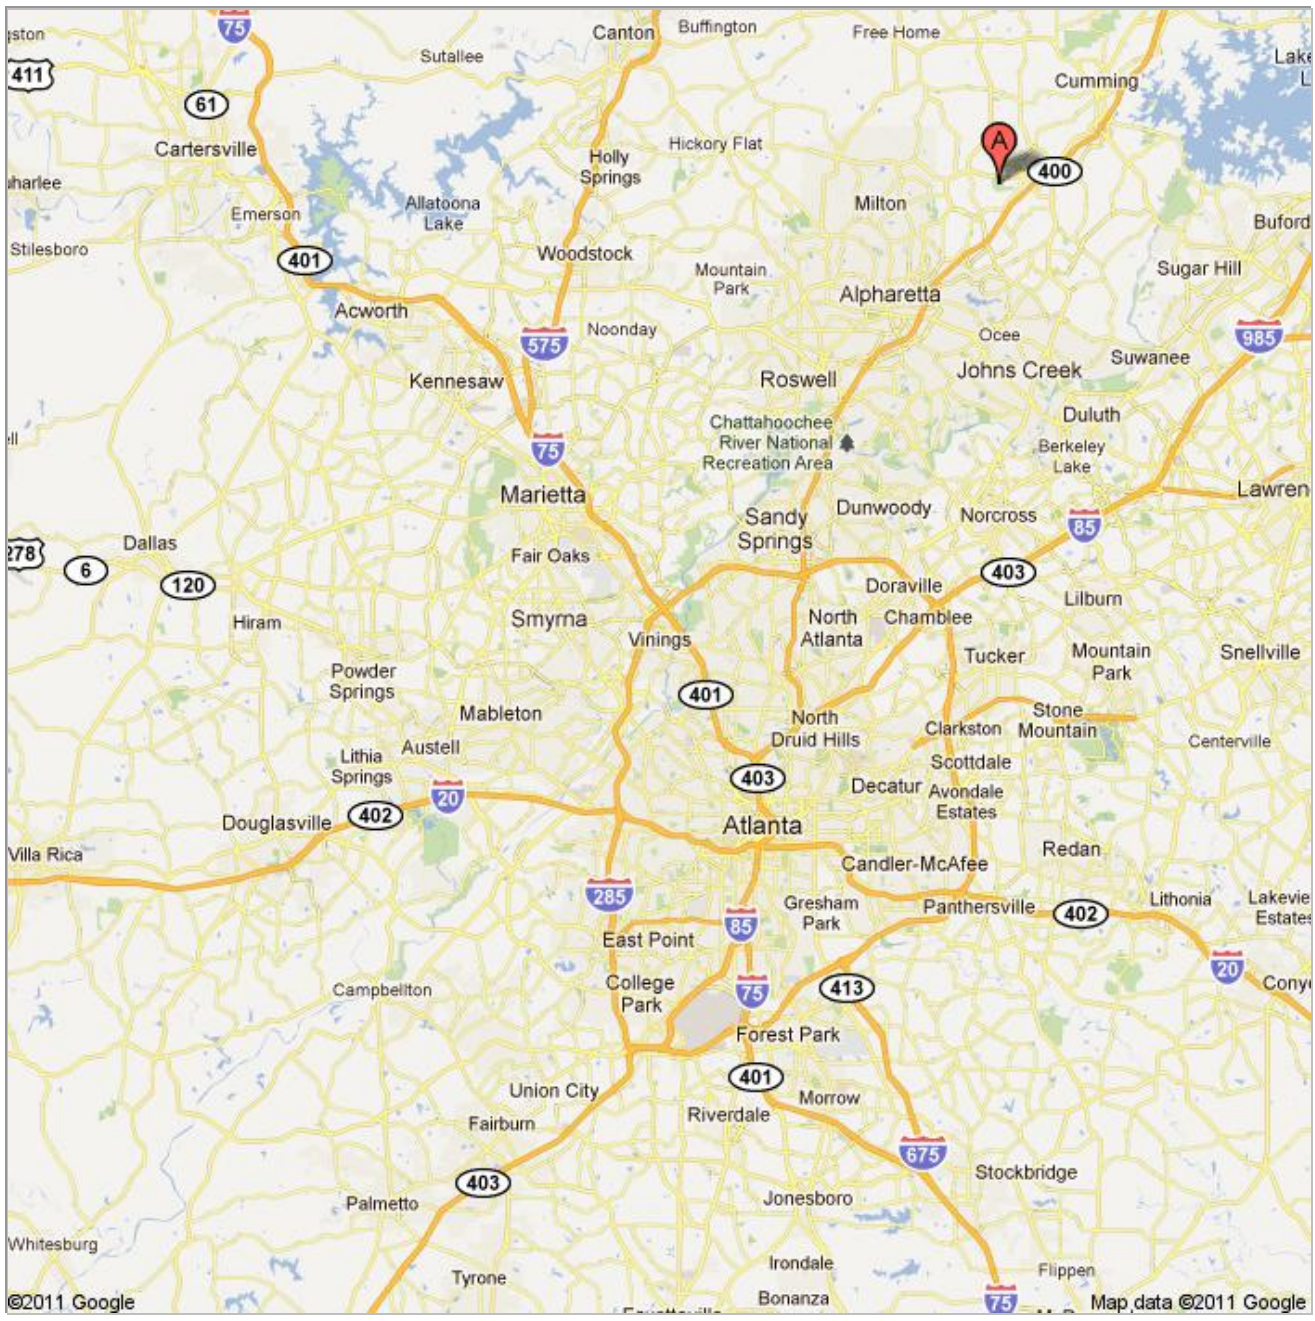 75
Canton
Buffington
Free Home
Sutallee
Cumming
411
61
Cartersville
Hickory Flat
A
400
Holly
Springs
Emerson
Allatoona
Lake
Milton
Stilesboro
401
Woodstock
Mountain
Park
Buford
Sugar Hill
Alpharetta
Acworth
Noonday
575
Ocee
985
Kennesaw
Roswell
Johns Creek
Suwanee
Chattahoochee
River National
Recreation Area
Duluth
75
Berkeley
Lake
Marietta
Sandy
Springs
Dunwoody
Norcross
85
Lawren
Dallas
Fair Oaks
278
6
120
403
Doraville
Hiram
Smyrna
Vinings
North
Atlanta
Chamblee
Lilburn
Tucker
Mountain
Park
Snellville
Powder
Springs
401
Mableton
North
Druid Hills
Clarkston
Stone
Mountain
Centerville
Lithia
Springs
Austell
403
Scottdale
Decatur
Avondale
Estates
20
402
Douglasville
Atlanta
Villa Rica
Candler-McAfee
Redan
285
Gresham
Park
Panthersville
402
Lithonia
Lakevie
Estates
85
East Point
College
Park
75
413
20
Cony
Campbellton
Forest Park
401
Union City
Riverdale
Morrow
Fairburn
675
403
Stockbridge
Palmetto
Jonesboro
Whitesburg
Irondale
Flippen
Tyrone
Bonanza
75
©2011 Google
Map data ©2011 Google